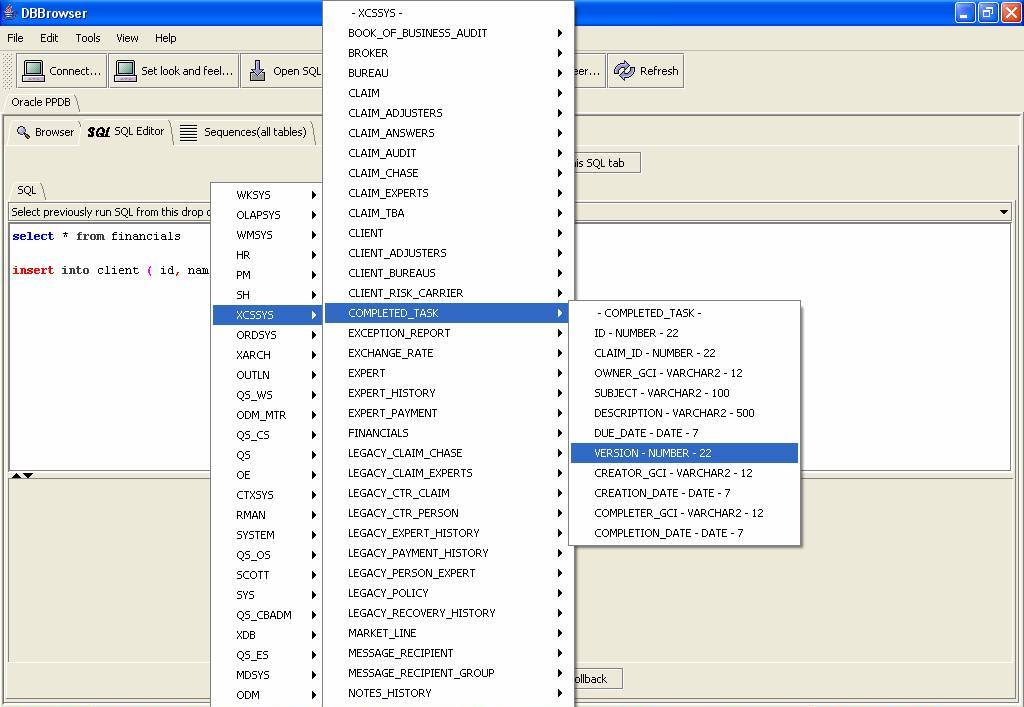 DBBrowser
File Edit Tools View Help
Connect... Set look and feel... Open SQL Refresh
Oracle PPDB
Browser SQL SQL Editor Sequences(all tables)
SQL tab
SQL
Select previously run SQL from this drop
select * from financials
insert into client ( id, nam
WKSYS
OLAPSYS
WMSYS
HR
PM
SH
XCSSYS
ORDSYS
XARCH
OUTLN
QS_WS
ODM_MTR
QS_CS
QS
OE
CTXSYS
RMAN
SYSTEM
QS_OS
SCOTT
SYS
QS_CBADM
XDB
QS_ES
MDSYS
ODM
- XCSSYS -
BOOK_OF_BUSINESS_AUDIT
BROKER
BUREAU
CLAIM
CLAIM_ADJUSTERS
CLAIM_ANSWERS
CLAIM_AUDIT
CLAIM_CHASE
CLAIM_EXPERTS
CLAIM_TBA
CLIENT
CLIENT_ADJUSTERS
CLIENT_BUREAUS
CLIENT_RISK_CARRIER
COMPLETED_TASK
EXCEPTION_REPORT
EXCHANGE_RATE
EXPERT
EXPERT_HISTORY
EXPERT_PAYMENT
FINANCIALS
LEGACY_CLAIM_CHASE
LEGACY_CLAIM_EXPERTS
LEGACY_CTR_CLAIM
LEGACY_CTR_PERSON
LEGACY_EXPERT_HISTORY
LEGACY_PAYMENT_HISTORY
LEGACY_PERSON_EXPERT
LEGACY_POLICY
LEGACY_RECOVERY_HISTORY
MARKET_LINE
MESSAGE_RECIPIENT
MESSAGE_RECIPIENT_GROUP
NOTES_HISTORY
- COMPLETED_TASK -
ID - NUMBER - 22
CLAIM_ID - NUMBER - 22
OWNER_GCI - VARCHAR2 - 12
SUBJECT - VARCHAR2 - 100
DESCRIPTION - VARCHAR2 - 500
DUE_DATE - DATE - 7
VERSION - NUMBER - 22
CREATOR_GCI - VARCHAR2 - 12
CREATION_DATE - DATE - 7
COMPLETER_GCI - VARCHAR2 - 12
COMPLETION_DATE - DATE - 7
ollback